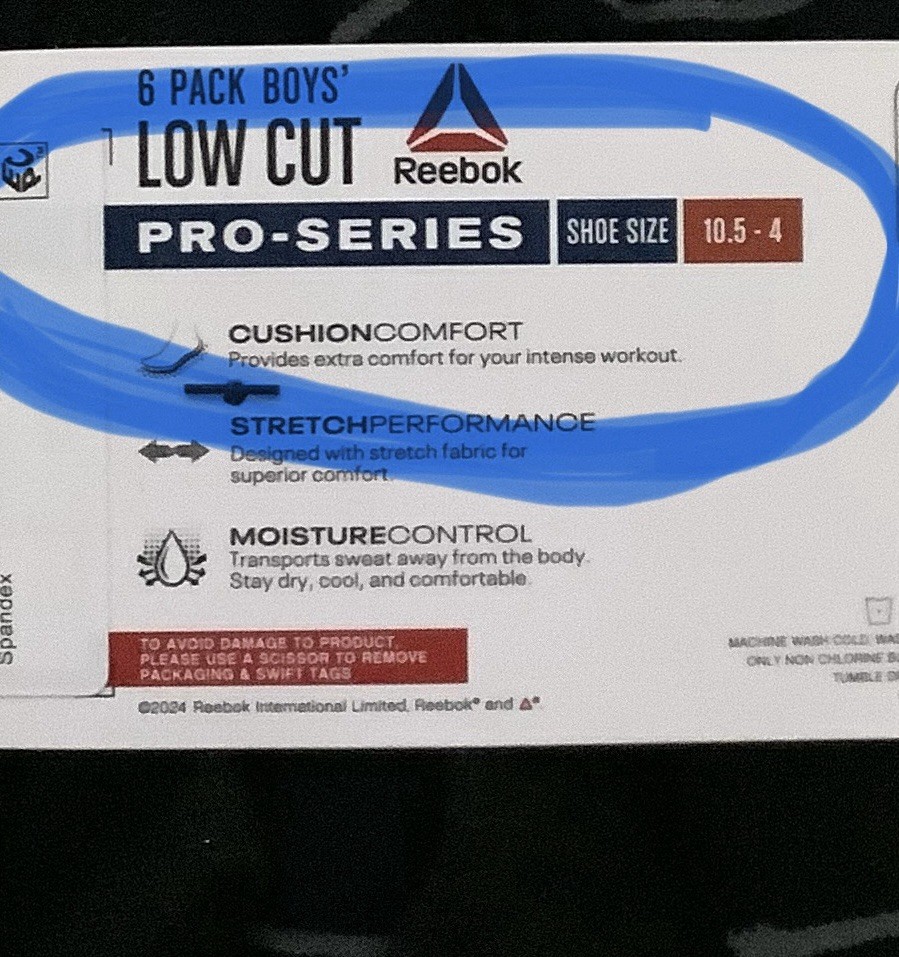 6 PACK BOYS'
LOW CUT
Reebok
PRO-SERIES SHOE SIZE 10.5 - 4
CUSHIONCOMFORT
Provides extra comfort for your intense workout.
STRETCHPERFORMANCE
Designed with stretch fabric for
superior comfort.
MOISTURECONTROL
Transports sweat away from the body.
Stay dry, cool, and comfortable.
Spandex
TO AVOID DAMAGE TO PRODUCT
PLEASE USE A SCISSOR TO REMOVE
PACKAGING & SWIFT TAGS
MACHINE WASH COLD
ONLY NON CHLORINE
TUMBLE
©2024 Reebok International Limited, Reebok® and